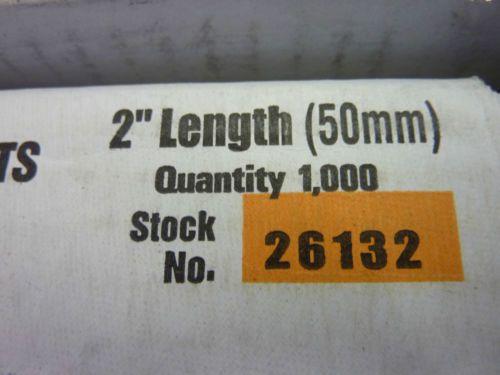 2" Length (50mm)
TS
Quantity 1,000
Stock
No. 26132